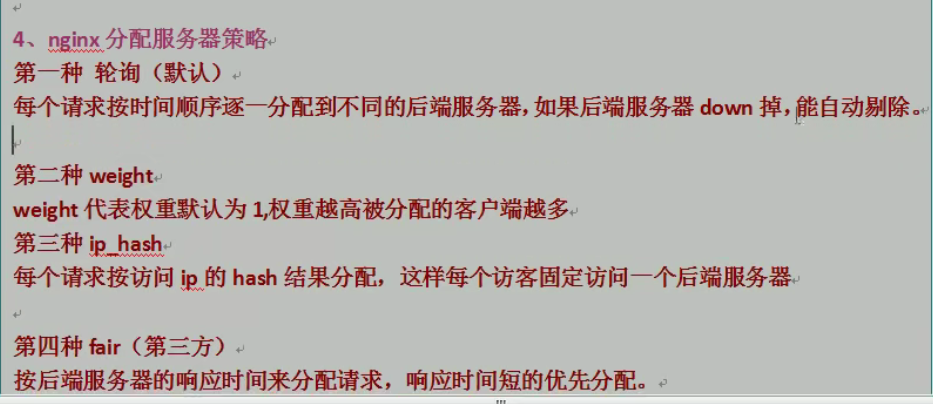 4、nginx 分配服务器策略
第一种 轮询（默认）
每个请求按时间顺序逐一分配到不同的后端服务器，如果后端服务器 down 掉，能自动剔除。
第二种 weight
weight 代表权重默认为 1,权重越高被分配的客户端越多
第三种 ip_hash
每个请求按访问 ip 的 hash 结果分配，这样每个访客固定访问一个后端服务器
第四种 fair（第三方）
按后端服务器的响应时间来分配请求，响应时间短的优先分配。